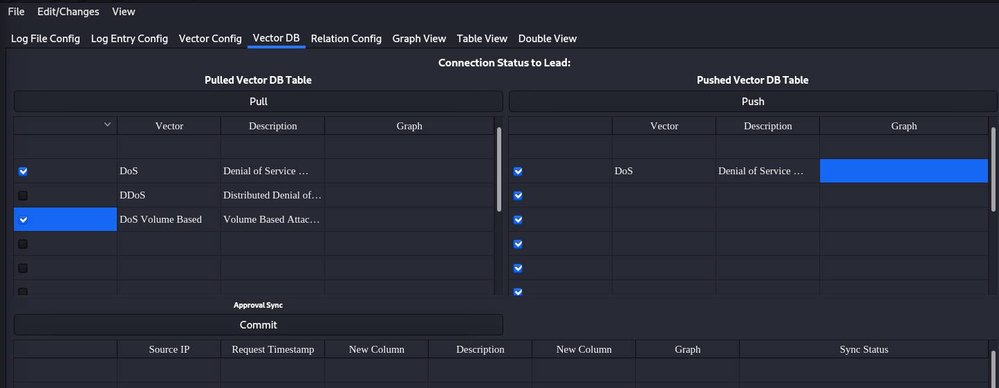 File Edit/Changes View
Log File Config Log Entry Config Vector Config Vector DB Relation Config Graph View Table View Double View
Connection Status to Lead:
Pulled Vector DB Table Pushed Vector DB Table
Pull Push
Vector Description Graph Vector Description Graph
DoS Denial of Service … DoS Denial of Service …
DDoS Distributed Denial of…
DoS Volume Based Volume Based Attac…
Approval Sync
Commit
Source IP Request Timestamp New Column Description New Column Graph Sync Status